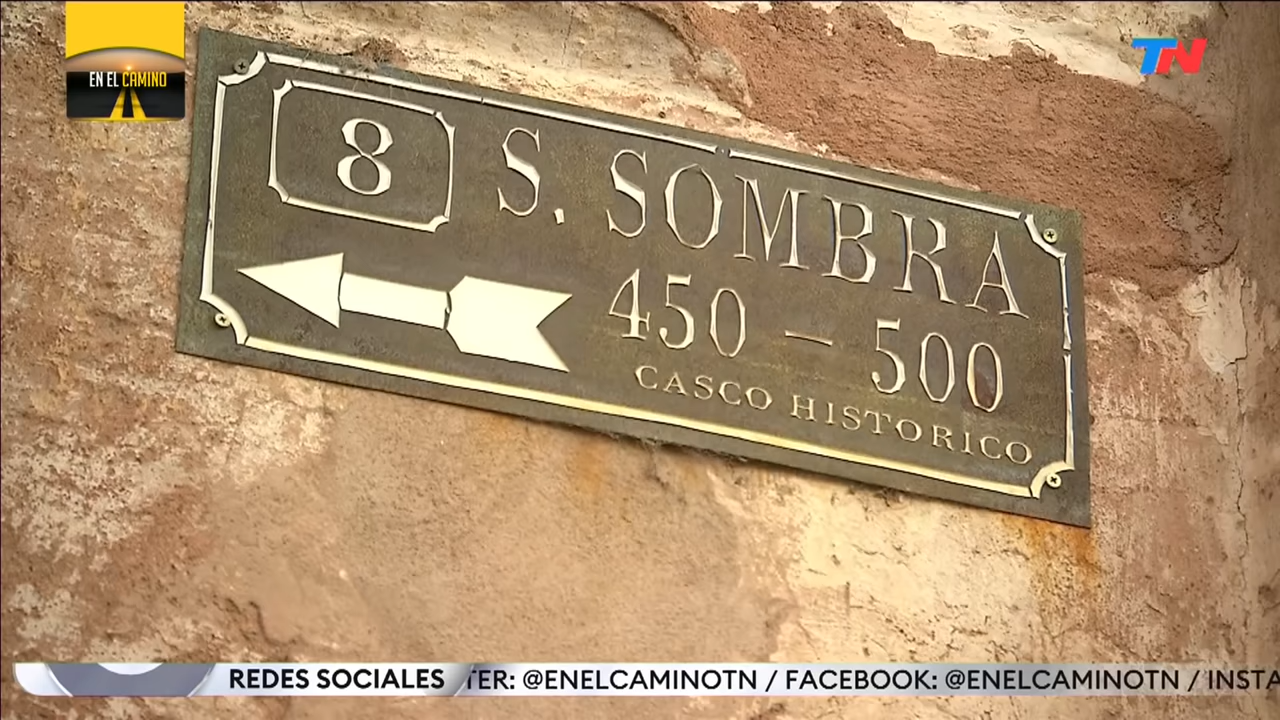 EN EL CAMINO
TN
8
S. SOMBRA
450 - 500
CASCO HISTORICO
REDES SOCIALES
TER: @ENELCAMINOTN / FACEBOOK: @ENELCAMINOTN / INSTA